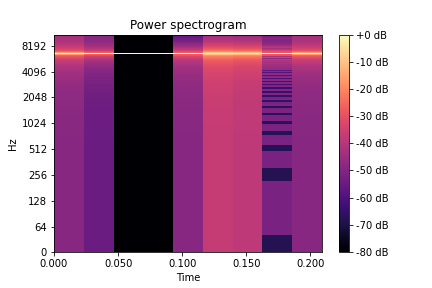 Power spectrogram
8192
4096
2048
1024
512
256
128
64
0
Hz
0.000 0.050 0.100 0.150 0.200
Time
+0 dB
-10 dB
-20 dB
-30 dB
-40 dB
-50 dB
-60 dB
-70 dB
-80 dB